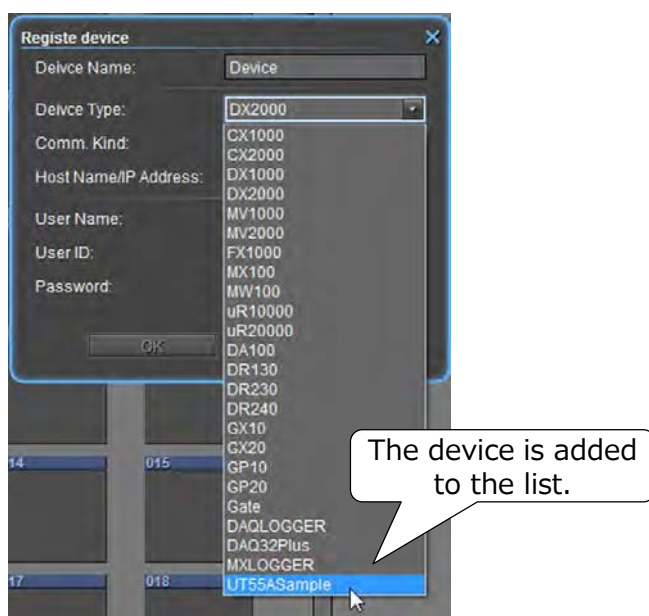 Registe device
Deivce Name:
Device
Deivce Type:
DX2000
Comm. Kind:
Host Name/IP Address:
User Name:
User ID:
Password:
OK
CX1000
CX2000
DX1000
DX2000
MV1000
MV2000
FX1000
MX100
MW100
uR10000
uR20000
DA100
DR130
DR230
DR240
GX10
GX20
GP10
GP20
Gate
DAQLOGGER
DAQ32Plus
MXLOGGER
UT55ASample
14
015
17
018
The device is added
to the list.